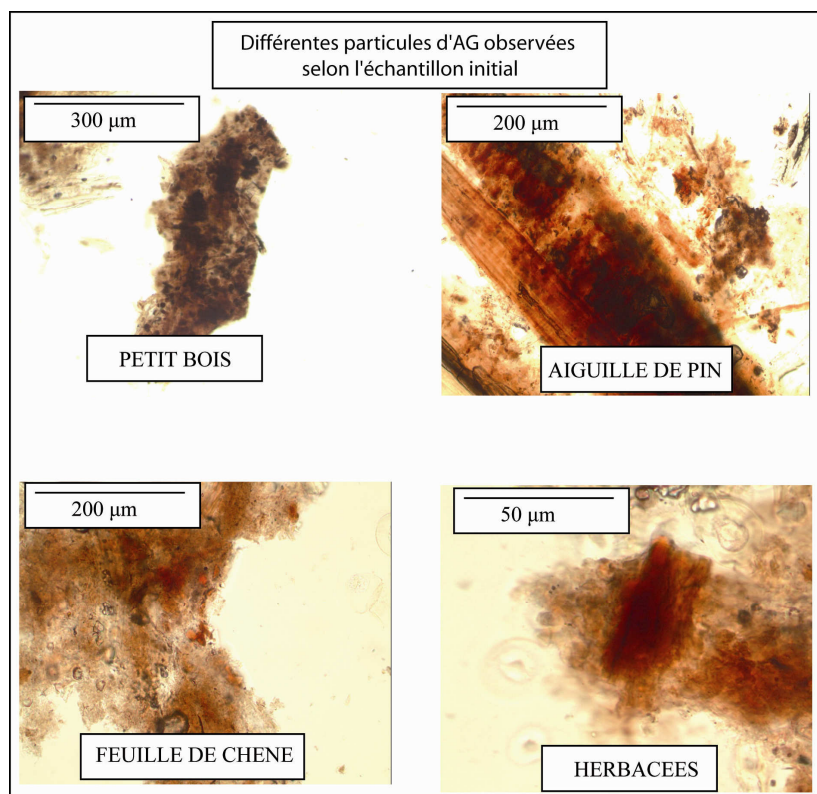 Différentes particules d'AG observées
selon l'échantillon initial
300 µm
200 µm
PETIT BOIS
AIGUILLE DE PIN
200 µm
50 µm
FEUILLE DE CHENE
HERBACEES